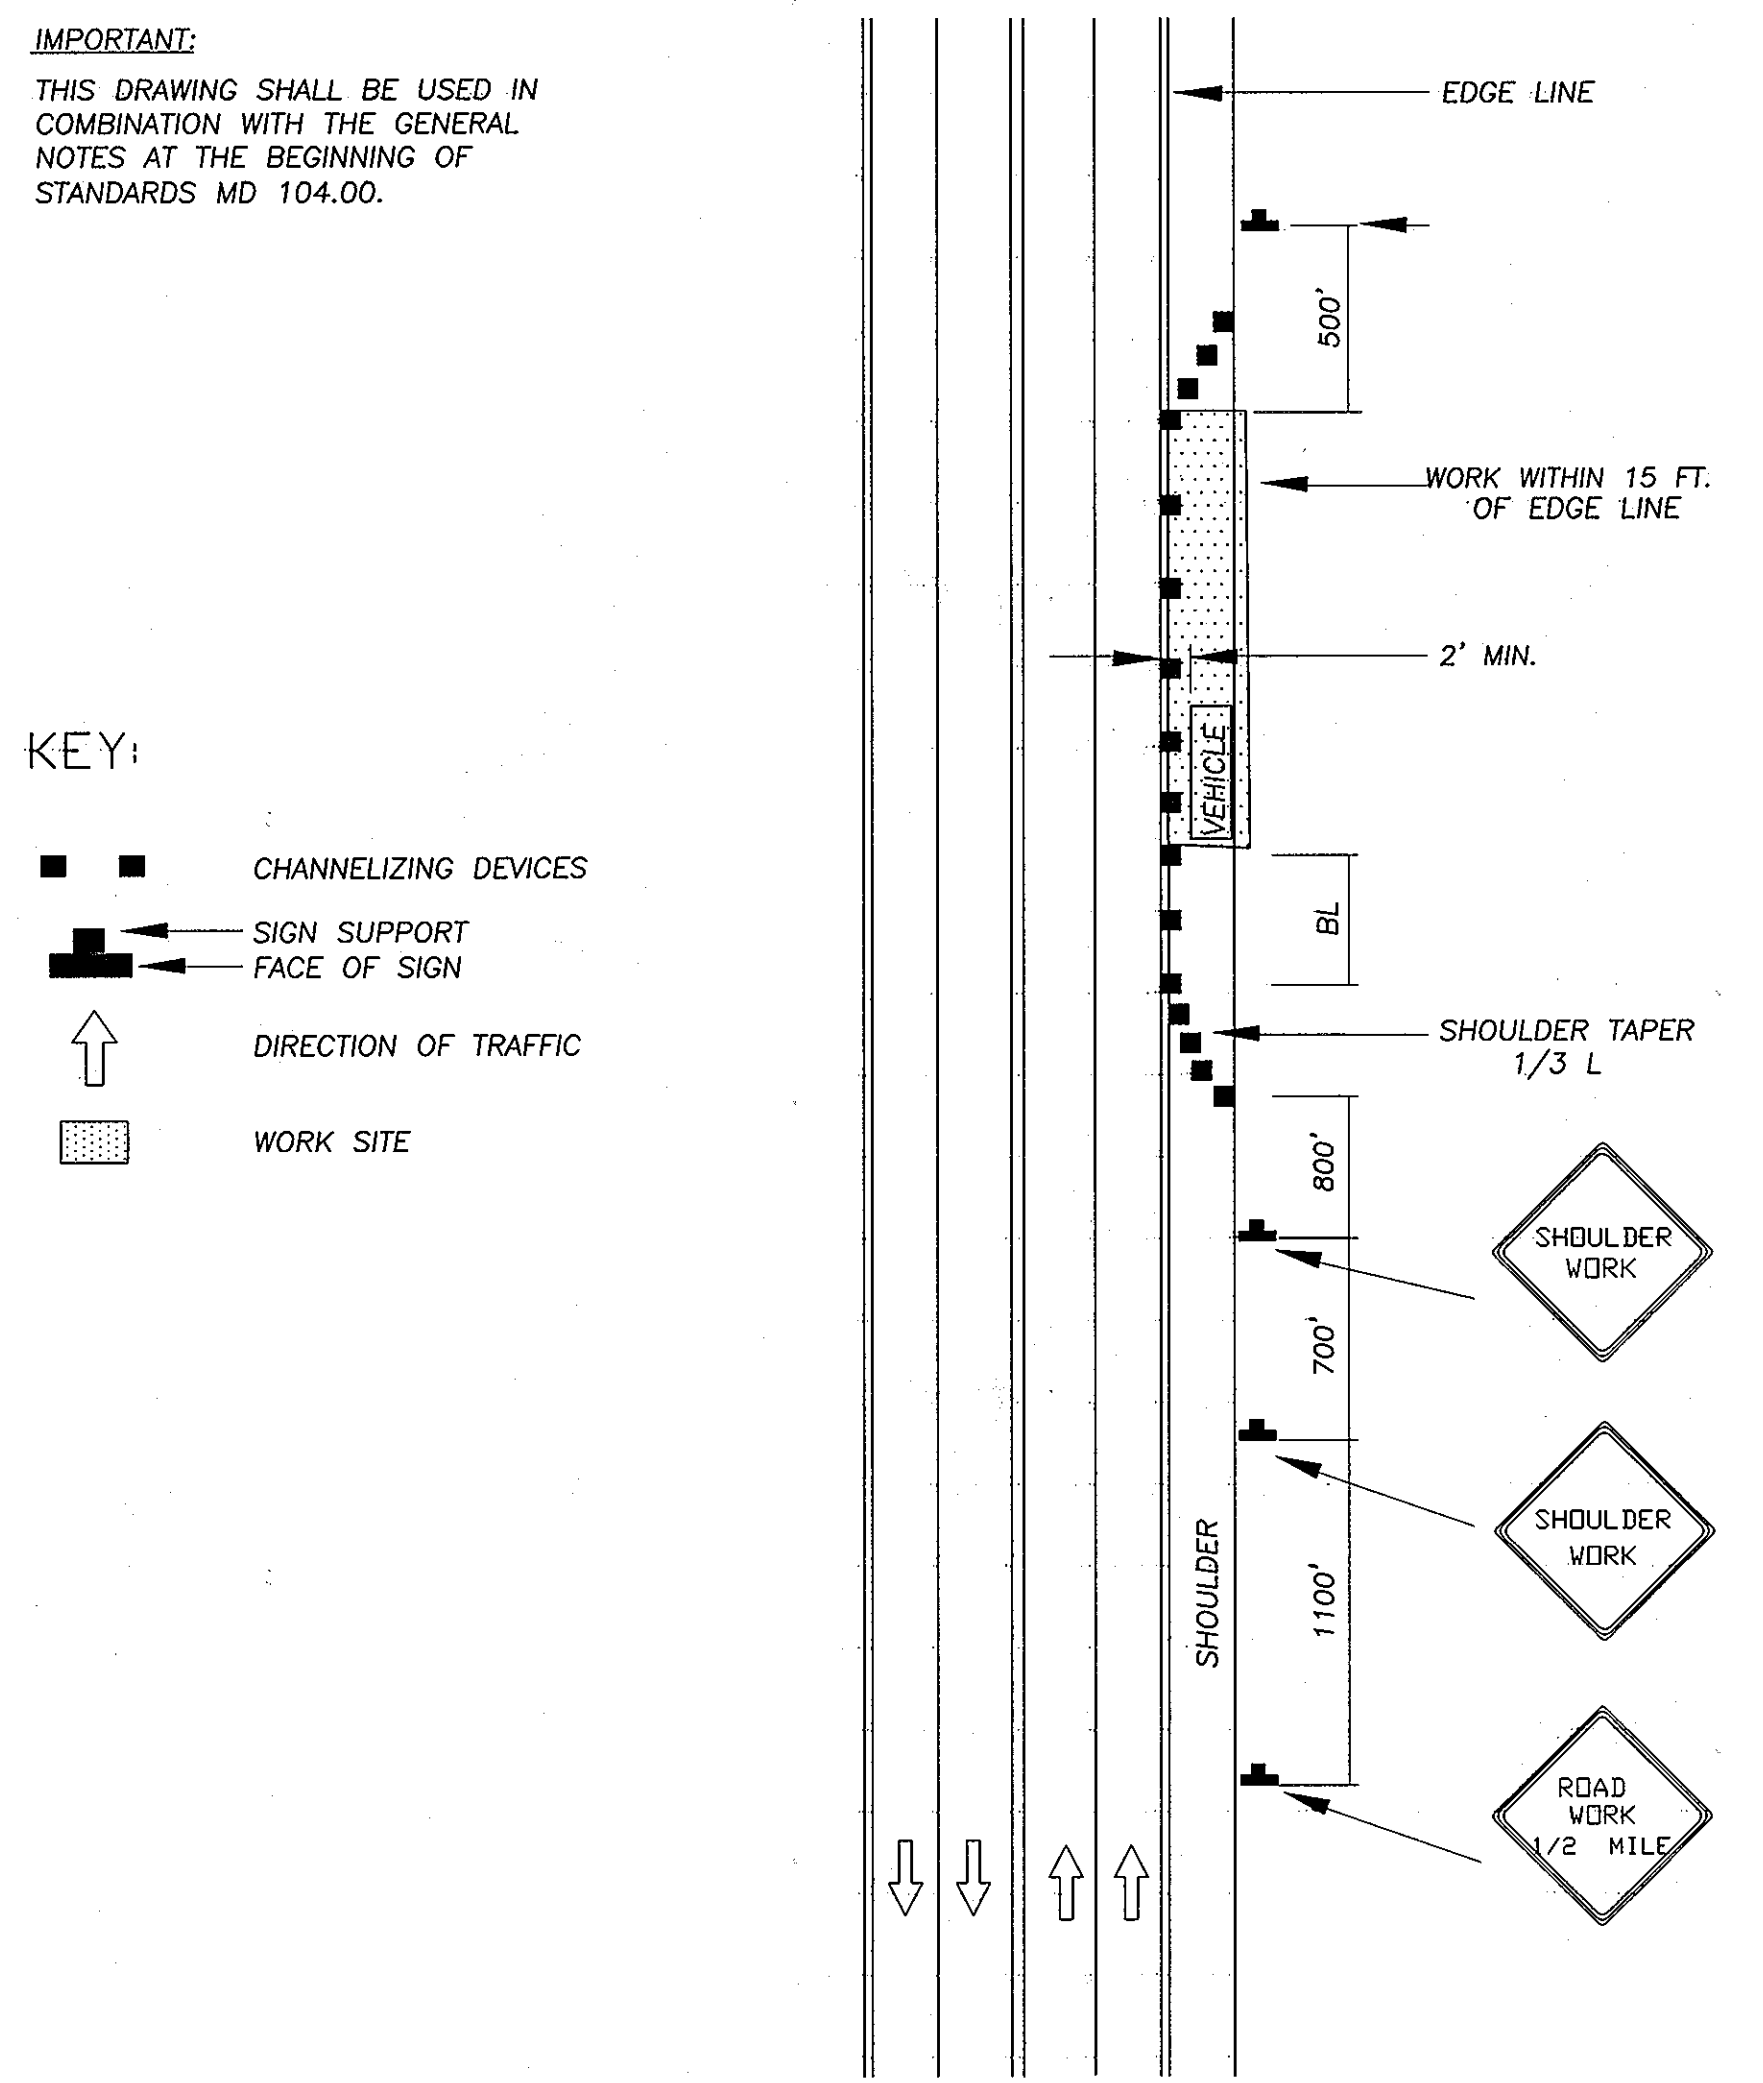 IMPORTANT:
THIS DRAWING SHALL BE USED IN
COMBINATION WITH THE GENERAL
NOTES AT THE BEGINNING OF
STANDARDS MD 104.00.
EDGE LINE
500'
WORK WITHIN 15 FT.
OF EDGE LINE
2' MIN.
VEHICLE
BL
SHOULDER TAPER
1/3 L
800'
SHOULDER
WORK
700'
SHOULDER
WORK
1100'
SHOULDER
ROAD
WORK
1/2 MILE
KEY:
CHANNELIZING DEVICES
SIGN SUPPORT
FACE OF SIGN
DIRECTION OF TRAFFIC
WORK SITE